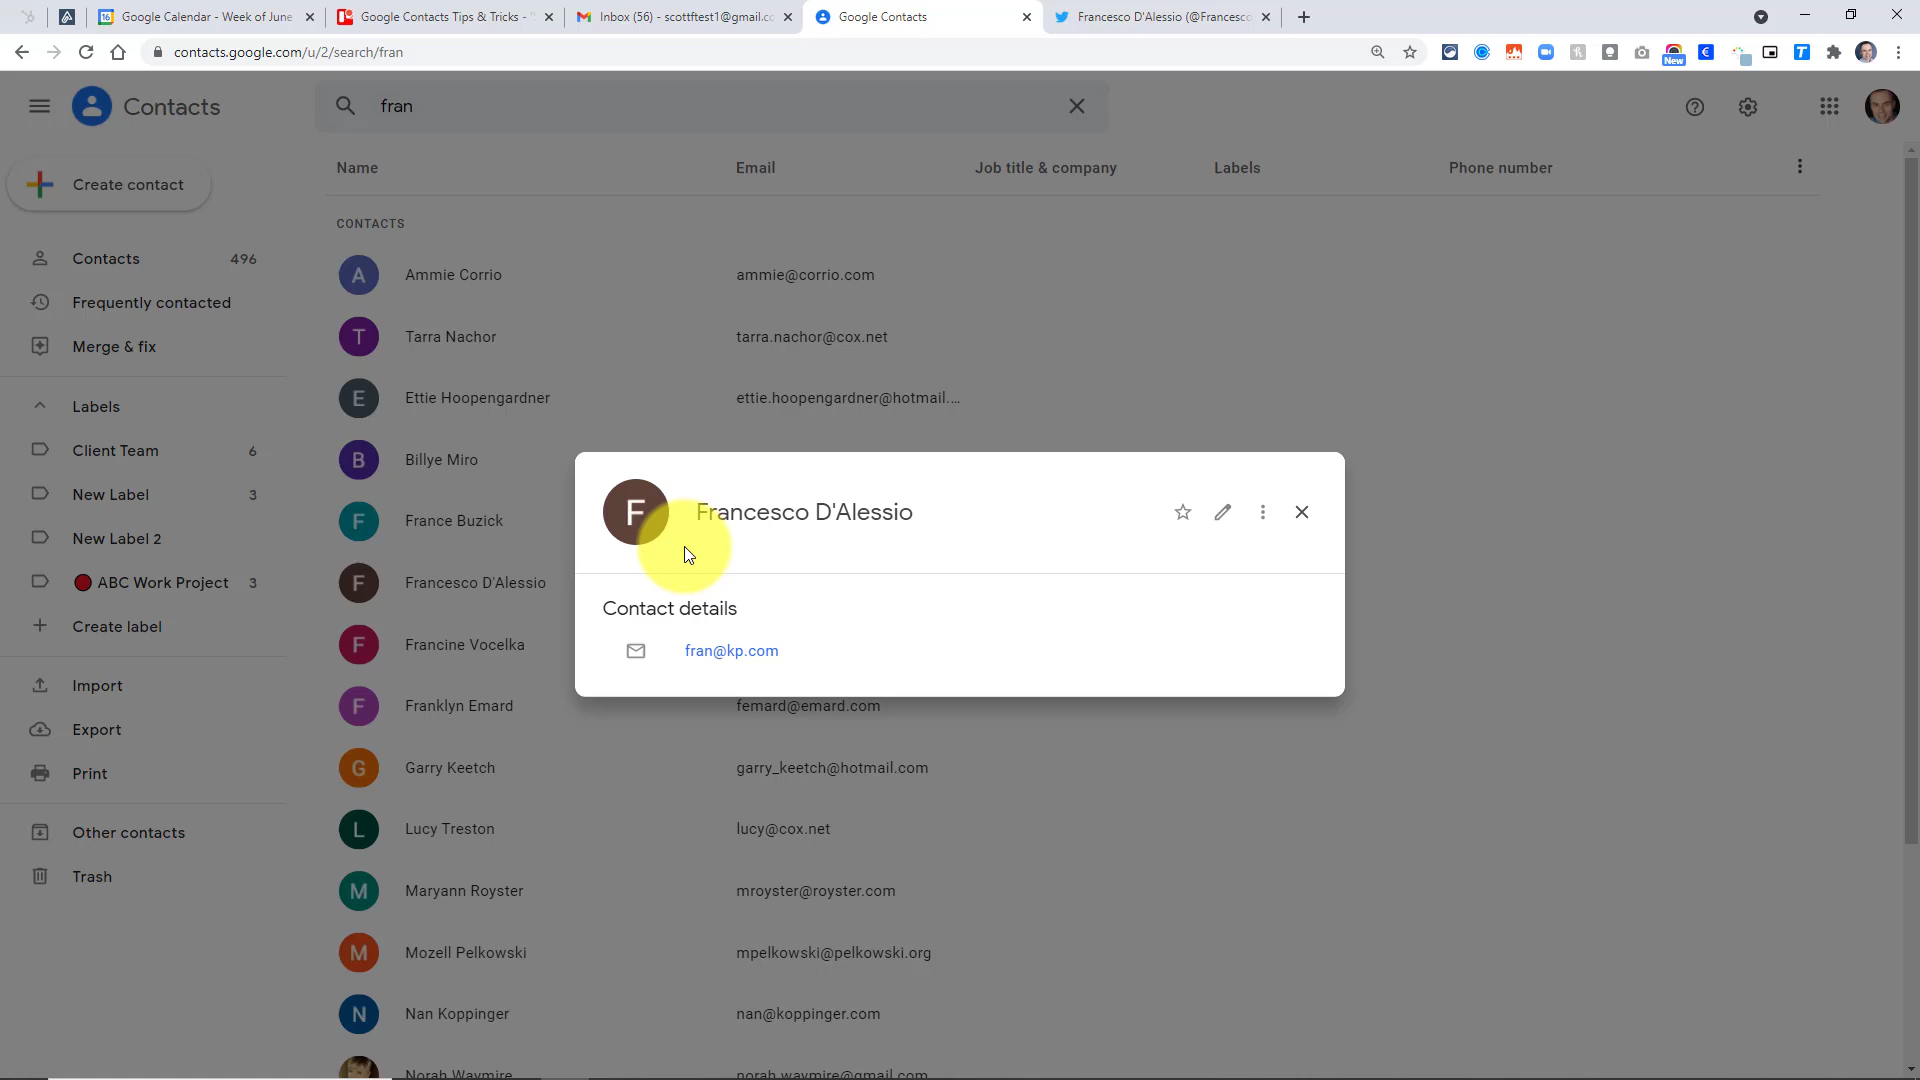 Google Calendar - Week of June
Google Contacts Tips & Tricks -
Inbox (56) - scottftest1@gmail.co
Google Contacts
Francesco D'Alessio (@Francesco
contacts.google.com/u/2/search/fran
New
Contacts
fran
Create contact
Name
Email
Job title & company
Labels
Phone number
CONTACTS
Contacts 496
Frequently contacted
Merge & fix
Labels
Client Team 6
New Label 3
New Label 2
ABC Work Project 3
Create label
Import
Export
Print
Other contacts
Trash
A Ammie Corrio ammie@corrio.com
T Tarra Nachor tarra.nachor@cox.net
E Ettie Hoopengardner ettie.hoopengardner@hotmail....
B Billye Miro
F France Buzick
F Francesco D'Alessio
F Francine Vocelka
F Franklyn Emard femard@emard.com
G Garry Keetch garry_keetch@hotmail.com
L Lucy Treston lucy@cox.net
M Maryann Royster mroyster@royster.com
M Mozell Pelkowski mpelkowski@pelkowski.org
N Nan Koppinger nan@koppinger.com
Norah Waymire norah.waymire@gmail.com
F Francesco D'Alessio
Contact details
fran@kp.com